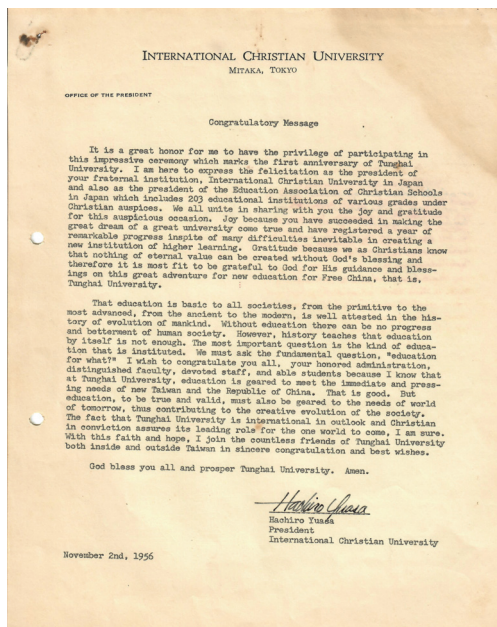 INTERNATIONAL CHRISTIAN UNIVERSITY
MITAKA, TOKYO
OFFICE OF THE PRESIDENT
Congratulatory Message
It is a great honor for me to have the privilege of participating in
this impressive ceremony which marks the first anniversary of Tunghai
University. I am here to express the felicitation as the president of
your fraternal institution, International Christian University in Japan
and also as the president of the Education Association of Christian Schools
in Japan which includes 203 educational institutions of various grades under
Christian auspices. We all unite in sharing with you the joy and gratitude
for this auspicious occasion. Joy because you have succeeded in making the
great dream of a great university come true and have registered a year of
remarkable progress inspite of many difficulties inevitable in creating a
new institution of higher learning. Gratitude because we as Christians know
that nothing of eternal value can be created without God's blessing and
therefore it is most fit to be grateful to God for His guidance and bless-
ings on this great adventure for new education for Free China, that is,
Tunghai University.
That education is basic to all societies, from the primitive to the
most advanced, from the ancient to the modern, is well attested in the his-
tory of evolution of mankind. Without education there can be no progress
and betterment of human society. However, history teaches that education
by itself is not enough. The most important question is the kind of educa-
tion that is instituted. We must ask the fundamental question, "education
for what?" I wish to congratulate you all, your honored administration,
distinguished faculty, devoted staff, and able students because I know that
at Tunghai University, education is geared to meet the immediate and press-
ing needs of new Taiwan and the Republic of China. That is good. But
education, to be true and valid, must also be geared to the needs of world
of tomorrow, thus contributing to the creative evolution of the society.
The fact that Tunghai University is international in outlook and Christian
in conviction assures its leading role for the one world to come, I am sure.
With this faith and hope, I join the countless friends of Tunghai University
both inside and outside Taiwan in sincere congratulation and best wishes.
God bless you all and prosper Tunghai University. Amen.
Hachiro Yuasa
Hachiro Yuasa
President
International Christian University
November 2nd, 1956